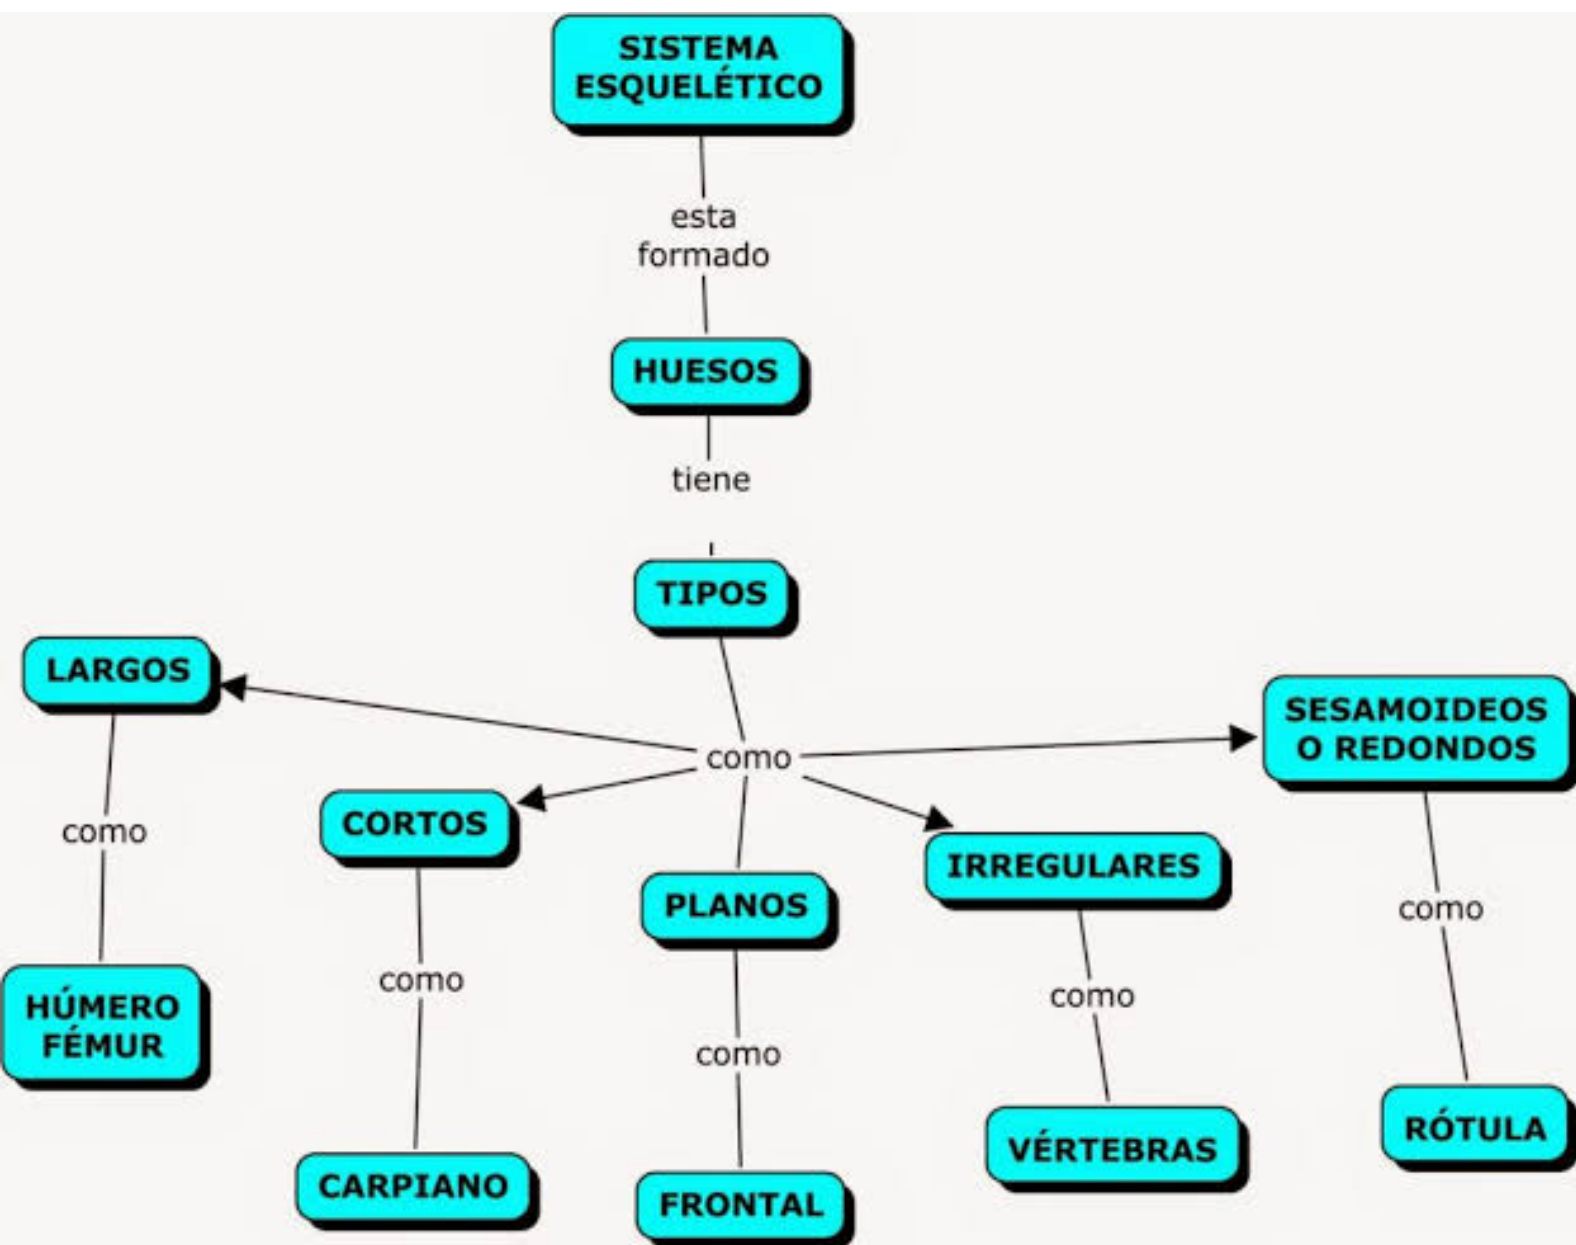 SISTEMA
ESQUELÉTICO
esta
formado
HUESOS
tiene
TIPOS
como
LARGOS
como
HÚMERO
FÉMUR
CORTOS
como
CARPIANO
PLANOS
como
FRONTAL
IRREGULARES
como
VÉRTEBRAS
SESAMOIDEOS
O REDONDOS
como
RÓTULA